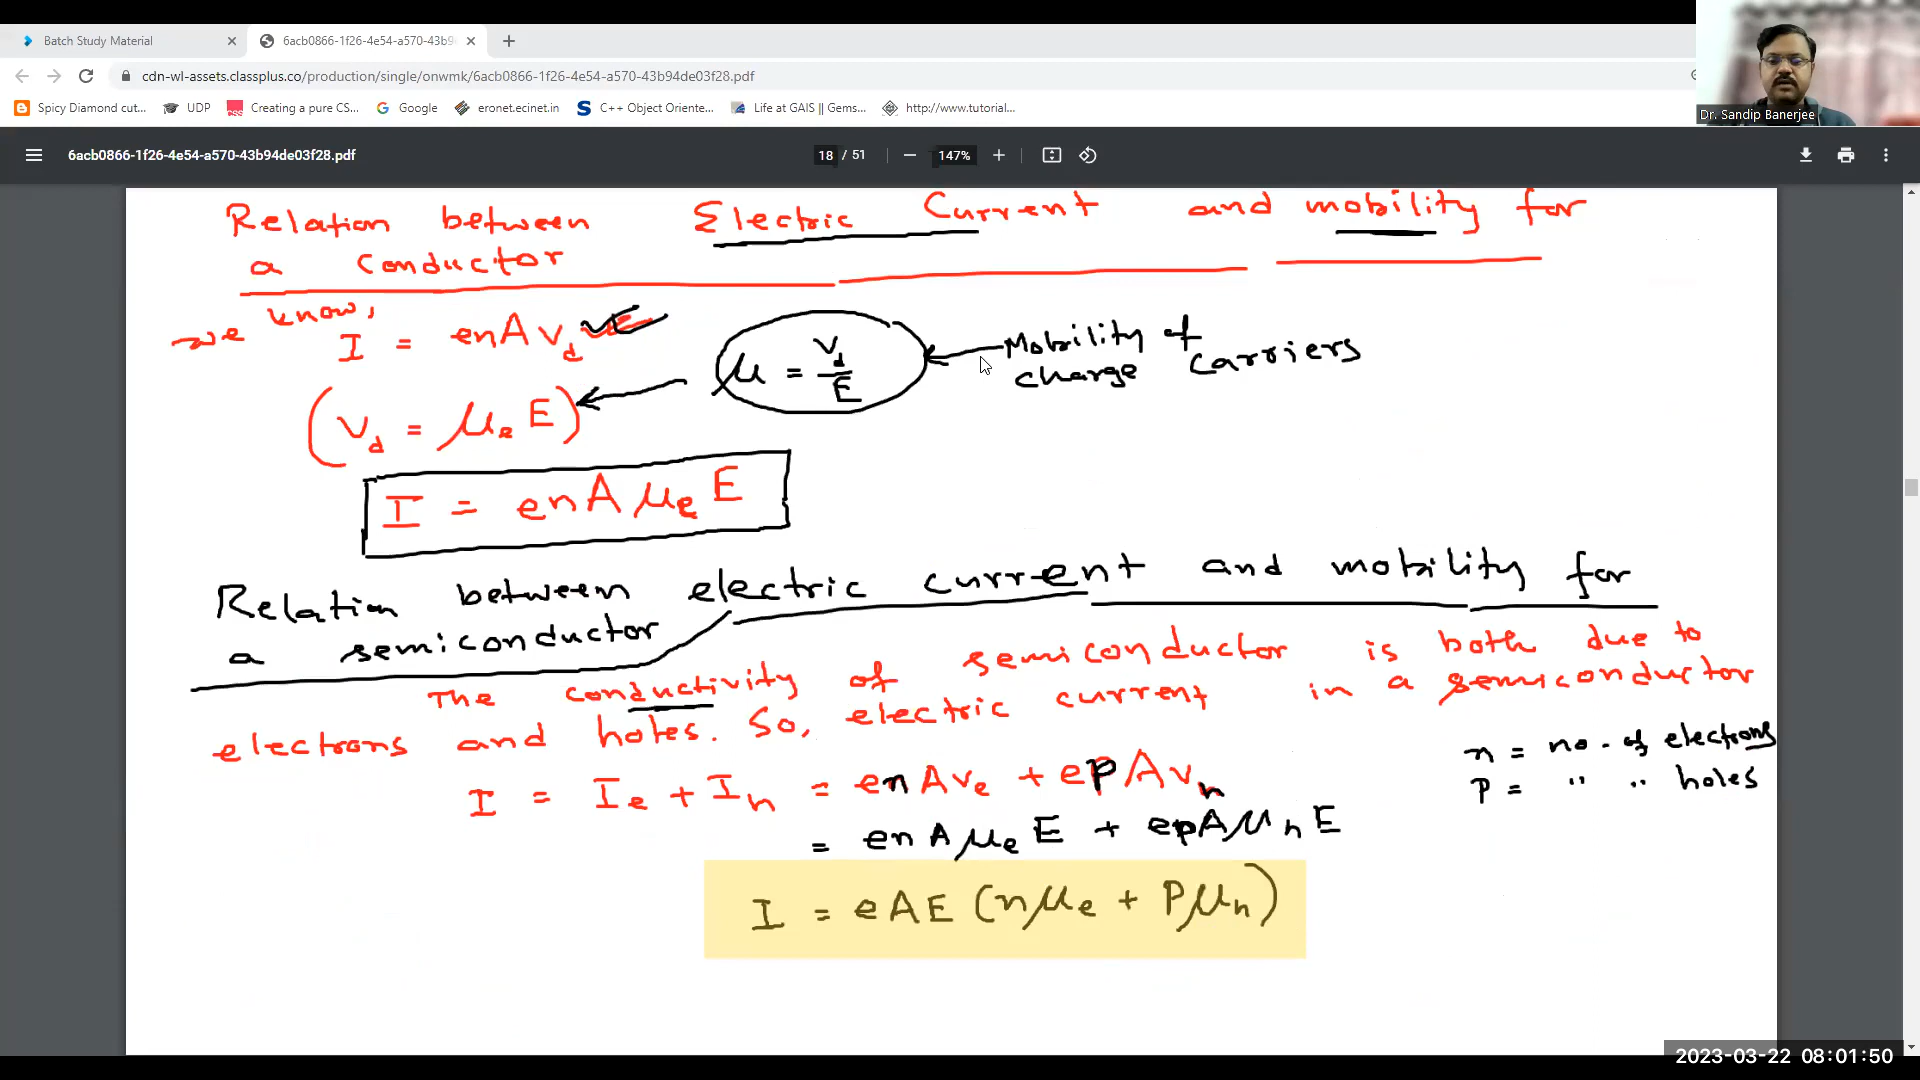 Batch Study Material
6acb0866-1f26-4e54-a570-43b9
cdn-wl-assets.classplus.co/production/single/onwmk/6acb0866-1f26-4e54-a570-43b94de03f28.pdf
Spicy Diamond cut... UDP Creating a pure CS... Google eronet.ecinet.in C++ Object Oriente... Life at GAIS || Gems... http://www.tutorial...
Dr. Sandip Banerjee
6acb0866-1f26-4e54-a570-43b94de03f28.pdf 18 / 51 147%
Relation between Electric Current and mobility for
a conductor
we know,
I = enAv_d
μ = v_d/E
Mobility of
charge carriers
(v_d = μ_e E)
I = enAμ_e E
Relation between electric current and mobility for
a semiconductor
The conductivity of semiconductor is both due to
electrons and holes. So, electric current in a semiconductor
n = no. of electrons
P = " " holes
I = I_e + I_h = enAv_e + epAv_h
= enAμ_e E + epAμ_h E
I = eAE (nμ_e + Pμ_h)
2023-03-22 08:01:50